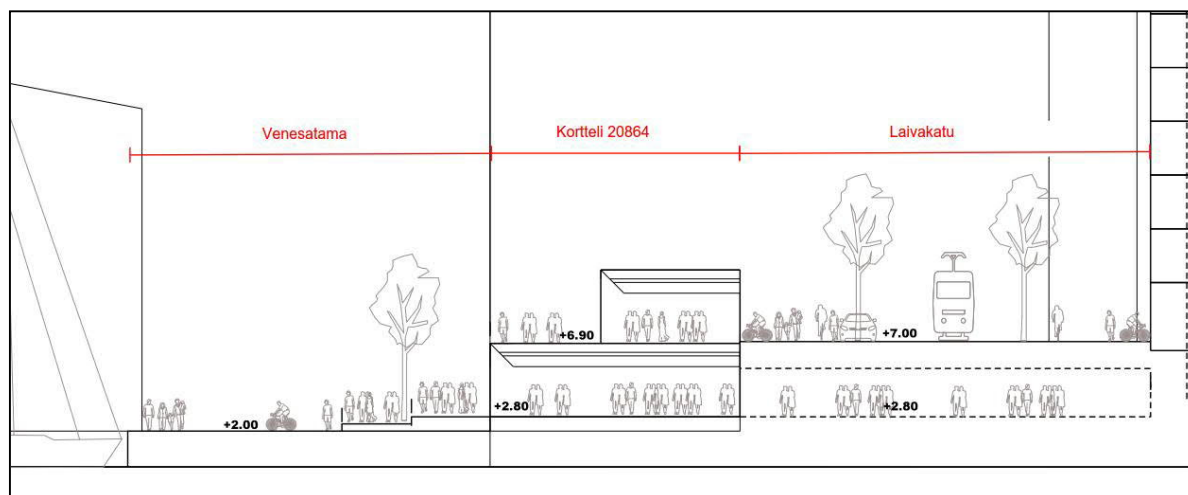 Venesatama
Kortteli 20864
Laivakatu
+6.90
+7.00
+2.80
+2.80
+2.00